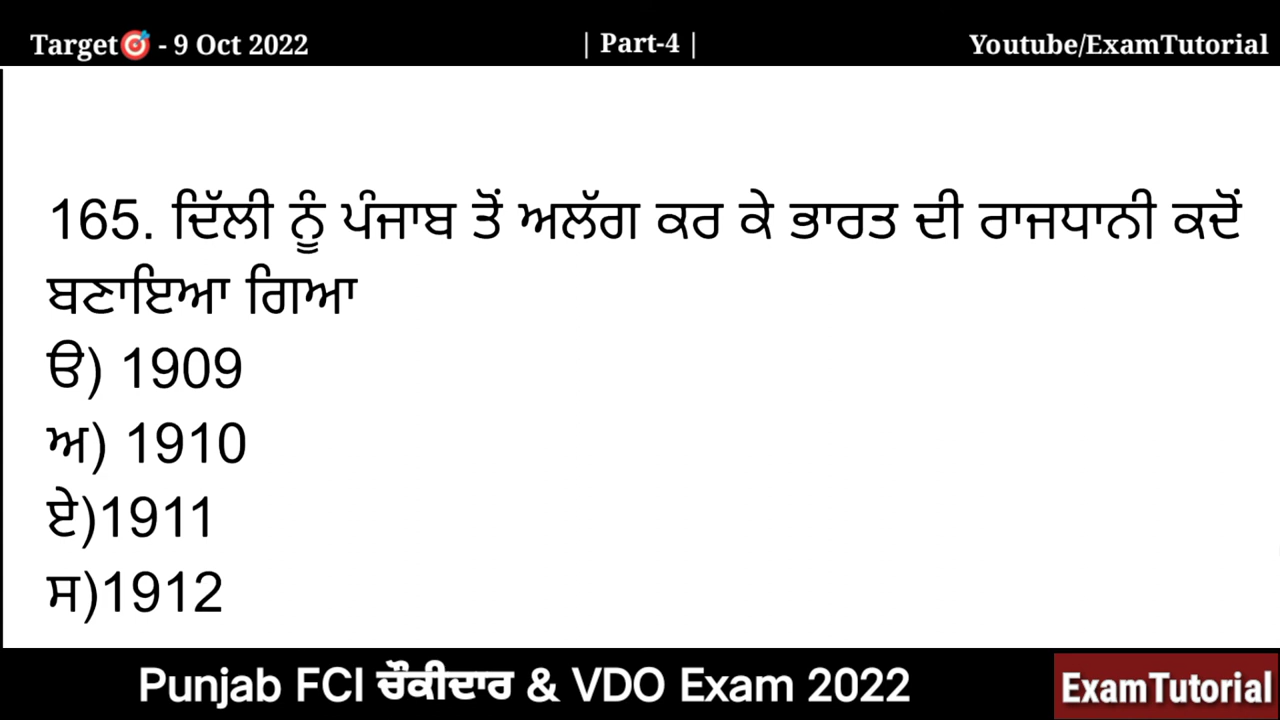 Target🎯 - 9 Oct 2022 | Part-4 | Youtube/ExamTutorial
165. ਦਿੱਲੀ ਨੂੰ ਪੰਜਾਬ ਤੋਂ ਅਲੱਗ ਕਰ ਕੇ ਭਾਰਤ ਦੀ ਰਾਜਧਾਨੀ ਕਦੋਂ
ਬਣਾਇਆ ਗਿਆ
ੳ) 1909
ਅ) 1910
ੲ)1911
ਸ)1912
Punjab FCI ਚੌਕੀਦਾਰ & VDO Exam 2022 ExamTutorial